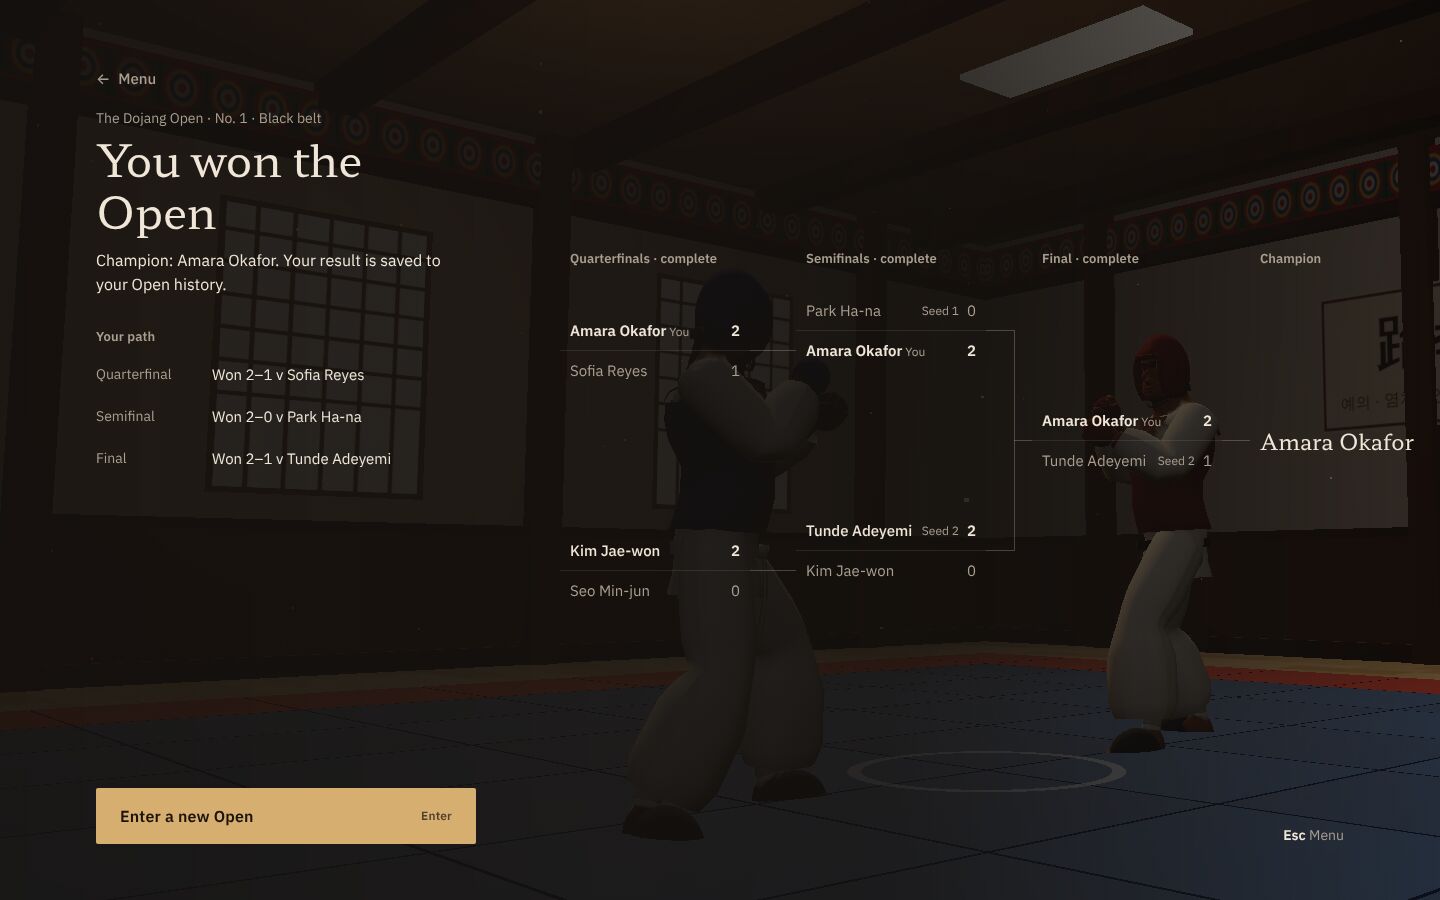 ← Menu
The Dojang Open · No. 1 · Black belt
You won the
Open
Champion: Amara Okafor. Your result is saved to
your Open history.
Your path
Quarterfinal Won 2–1 v Sofia Reyes
Semifinal Won 2–0 v Park Ha-na
Final Won 2–1 v Tunde Adeyemi
Enter a new Open Enter
Quarterfinals · complete
Amara Okafor You 2
Sofia Reyes 1
Kim Jae-won 2
Seo Min-jun 0
Semifinals · complete
Park Ha-na Seed 1 0
Amara Okafor You 2
Tunde Adeyemi Seed 2 2
Kim Jae-won 0
Final · complete
Amara Okafor You 2
Tunde Adeyemi Seed 2 1
Champion
Amara Okafor
예의 ·
Esc Menu